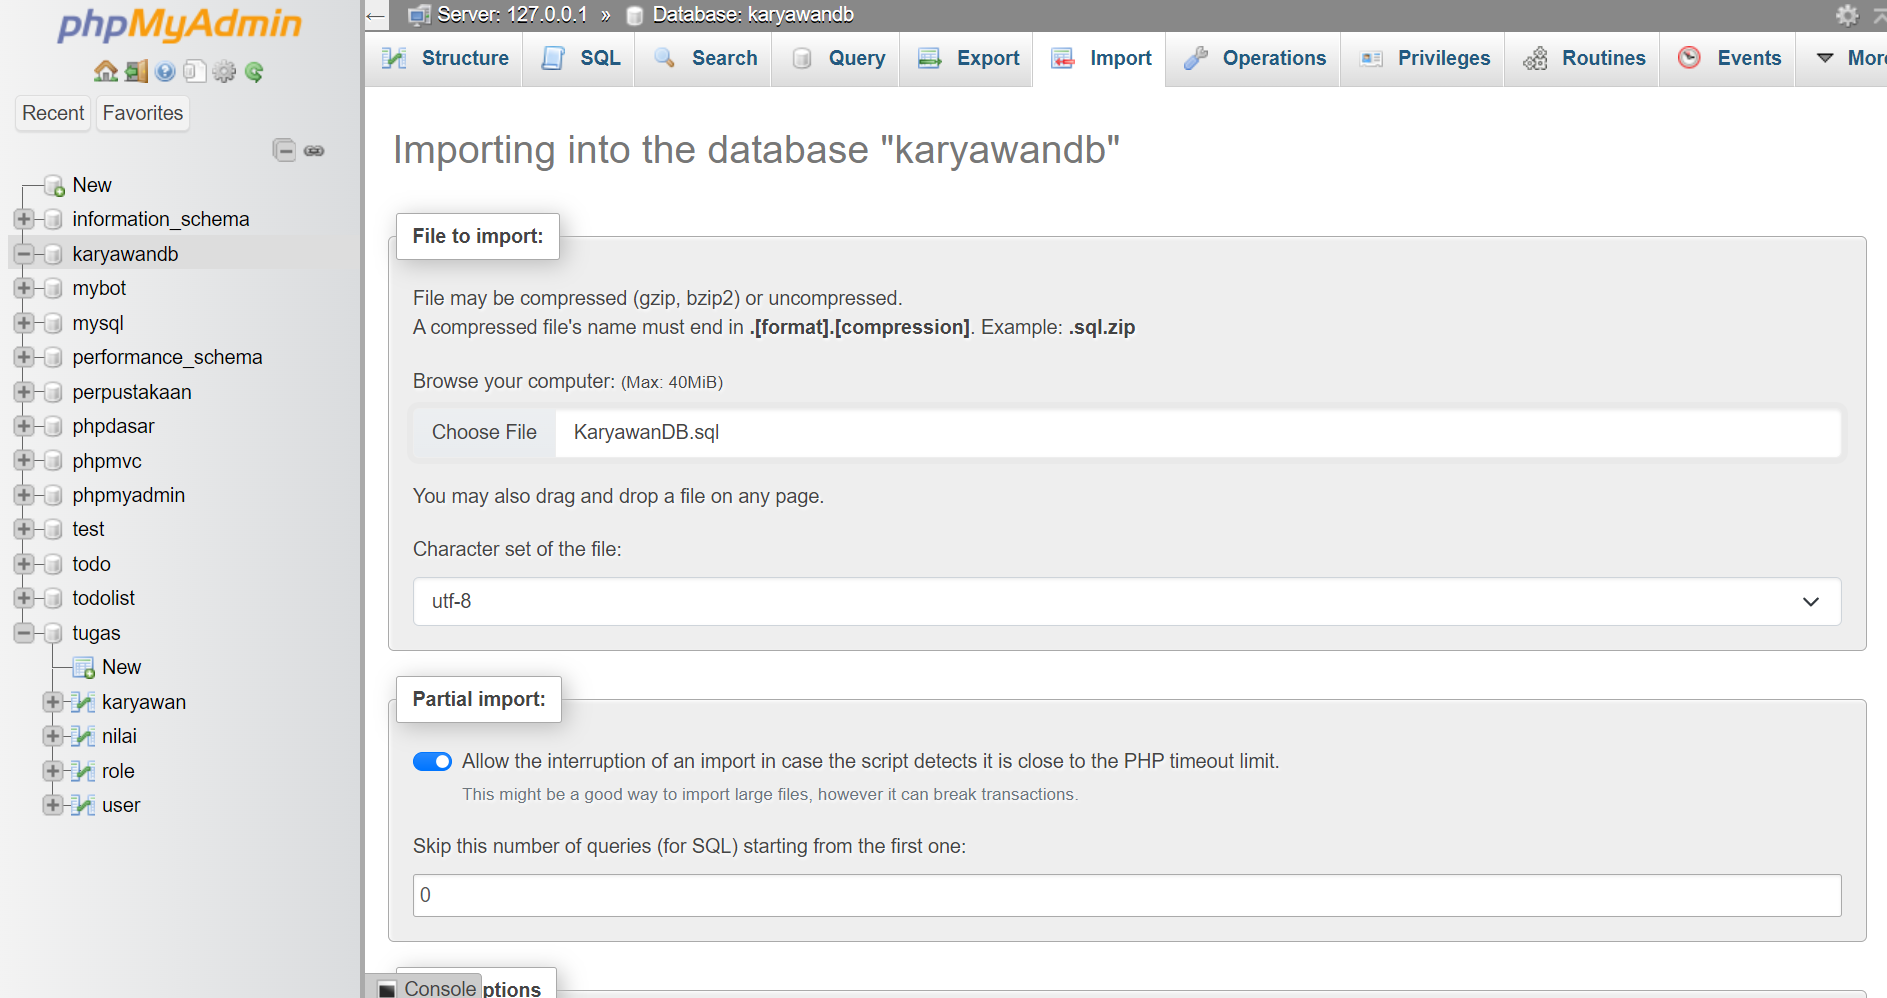 phpMyAdmin
Recent Favorites
New
information_schema
karyawandb
mybot
mysql
performance_schema
perpustakaan
phpdasar
phpmvc
phpmyadmin
test
todo
todolist
tugas
New
karyawan
nilai
role
user
Server: 127.0.0.1 » Database: karyawandb
Structure SQL Search Query Export Import Operations Privileges Routines Events More
Importing into the database "karyawandb"
File to import:
File may be compressed (gzip, bzip2) or uncompressed.
A compressed file's name must end in .[format].[compression]. Example: .sql.zip
Browse your computer: (Max: 40MiB)
Choose File KaryawanDB.sql
You may also drag and drop a file on any page.
Character set of the file:
utf-8
Partial import:
Allow the interruption of an import in case the script detects it is close to the PHP timeout limit.
This might be a good way to import large files, however it can break transactions.
Skip this number of queries (for SQL) starting from the first one:
0
Console ptions